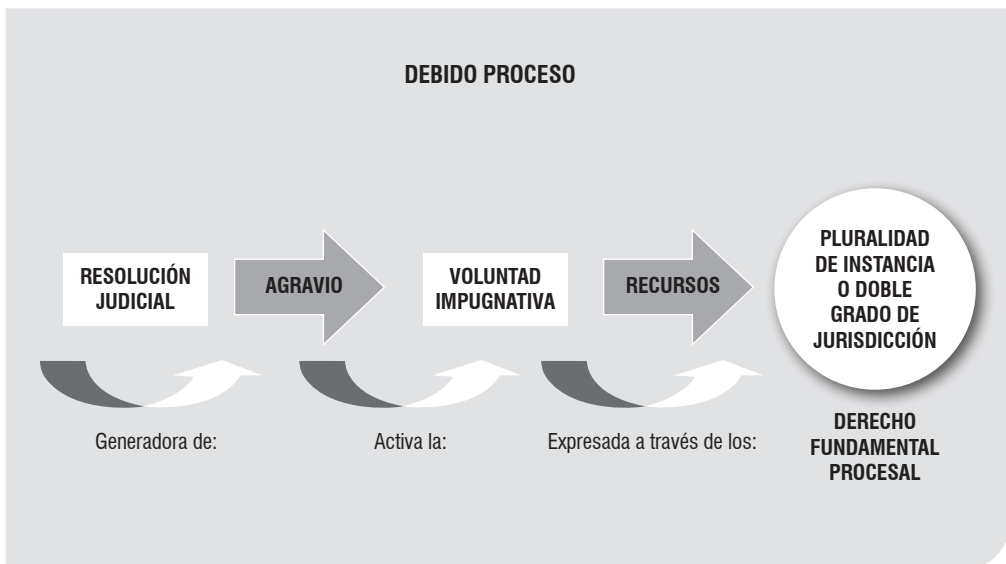 DEBIDO PROCESO
RESOLUCIÓN
JUDICIAL
AGRAVIO
VOLUNTAD
IMPUGNATIVA
RECURSOS
PLURALIDAD
DE INSTANCIA
O DOBLE
GRADO DE
JURISDICCIÓN
Generadora de:
Activa la:
Expresada a través de los:
DERECHO
FUNDAMENTAL
PROCESAL